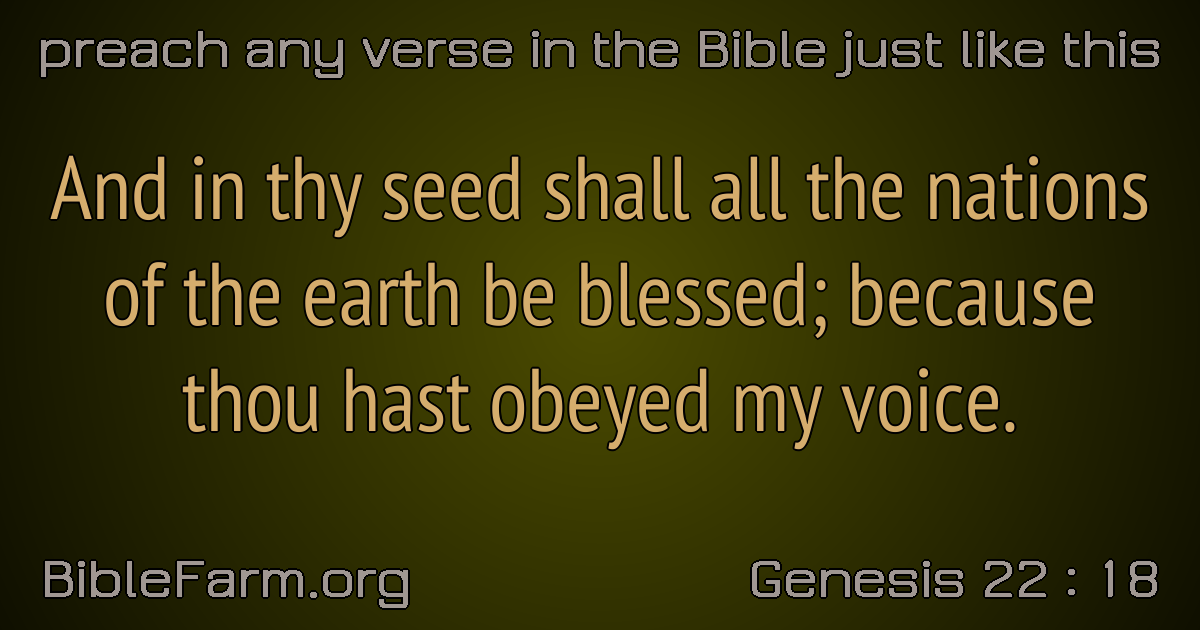 preach any verse in the Bible just like this
And in thy seed shall all the nations
of the earth be blessed; because
thou hast obeyed my voice.
BibleFarm.org
Genesis 22 : 18